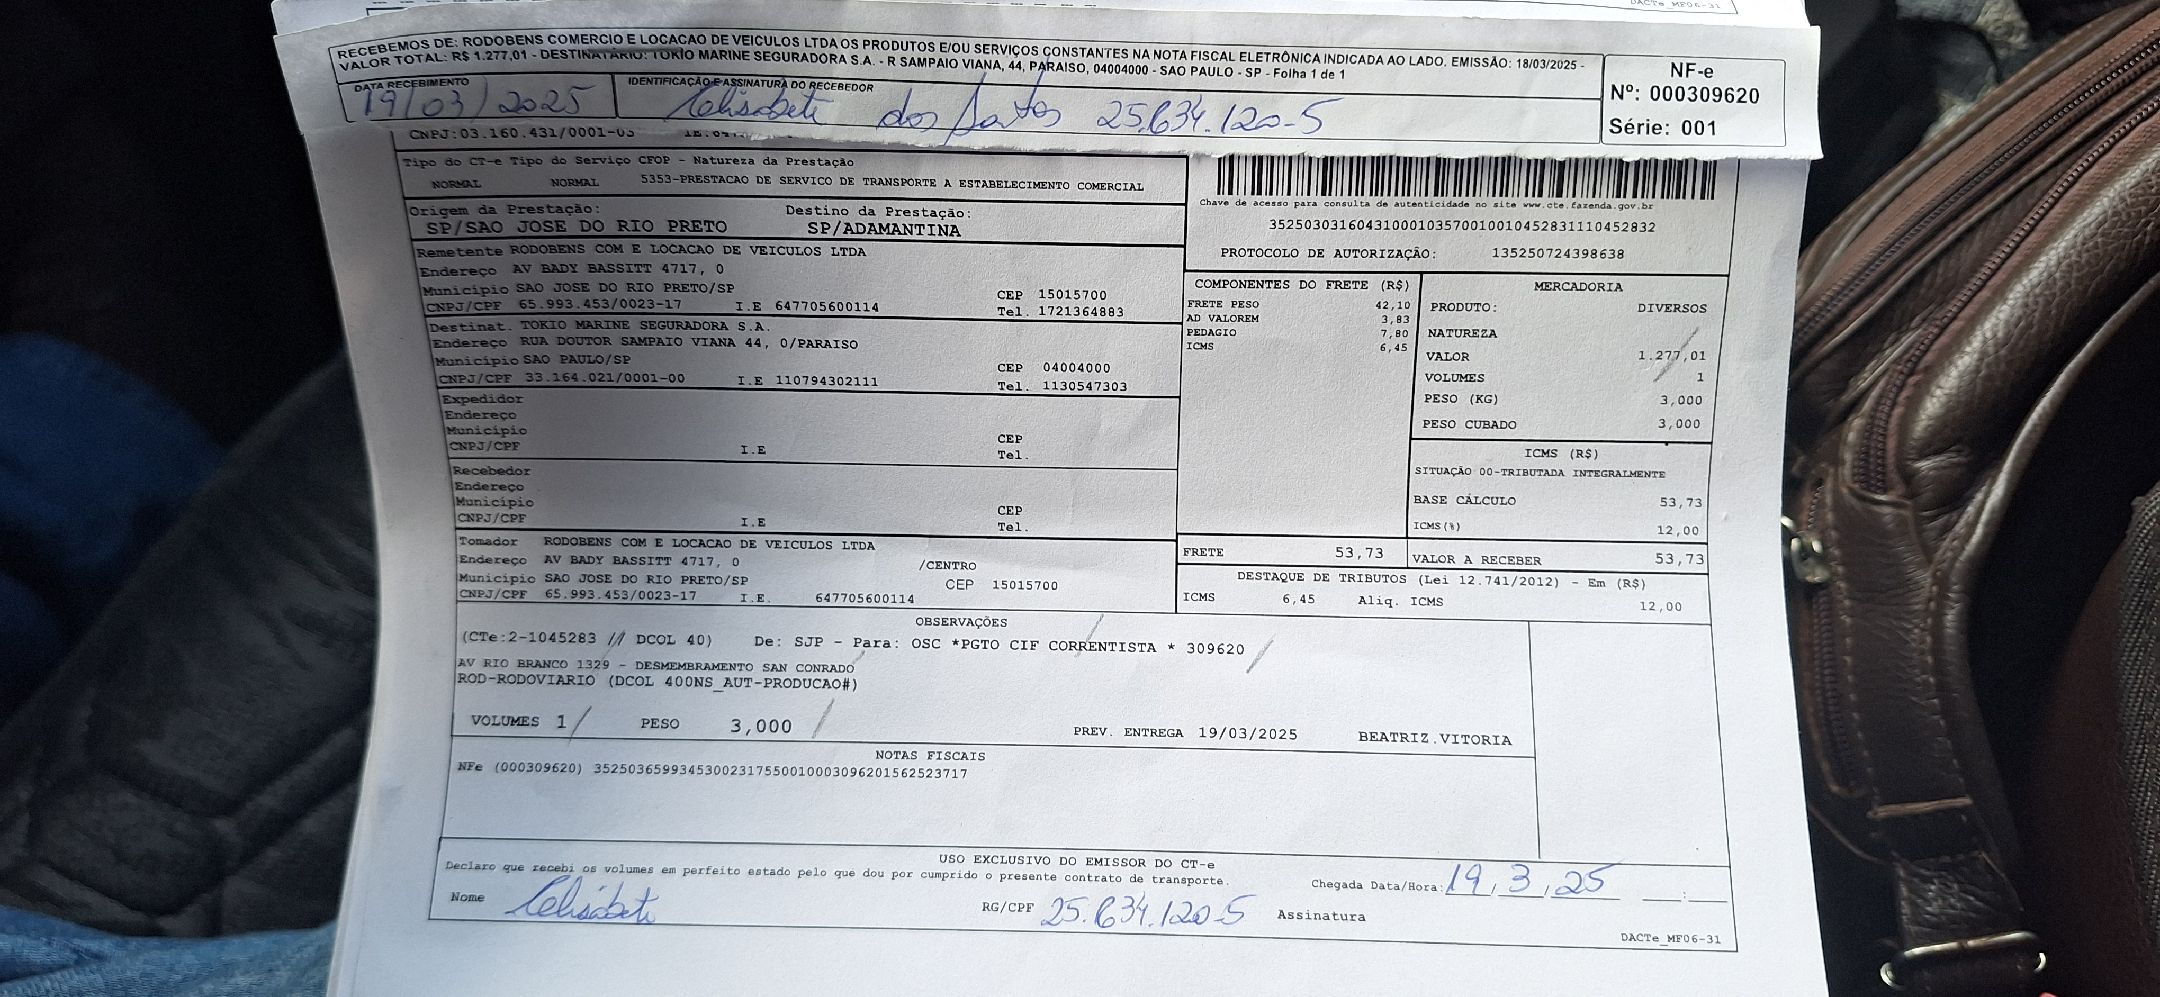 DACTe_MF06-31
RECEBEMOS DE: RODOBENS COMERCIO E LOCACAO DE VEICULOS LTDA OS PRODUTOS E/OU SERVIÇOS CONSTANTES NA NOTA FISCAL ELETRÔNICA INDICADA AO LADO. EMISSÃO: 18/03/2025 -
VALOR TOTAL: R$ 1.277,01 - DESTINATÁRIO: TOKIO MARINE SEGURADORA S.A. - R SAMPAIO VIANA, 44, PARAISO, 04004000 - SAO PAULO - SP - Folha 1 de 1
NF-e
Nº: 000309620
Série: 001
DATA RECEBIMENTO
19/03/2025
IDENTIFICAÇÃO E ASSINATURA DO RECEBEDOR
dos Santos 25.634.120-5
CNPJ:03.160.431/0001-03
Tipo do CT-e Tipo do Serviço CFOP - Natureza da Prestação
NORMAL NORMAL 5353-PRESTACAO DE SERVICO DE TRANSPORTE A ESTABELECIMENTO COMERCIAL
Chave de acesso para consulta de autenticidade no site www.cte.fazenda.gov.br
35250303160431000103570010010452831110452832
PROTOCOLO DE AUTORIZAÇÃO: 135250724398638
Origem da Prestação: Destino da Prestação:
SP/SAO JOSE DO RIO PRETO SP/ADAMANTINA
Remetente RODOBENS COM E LOCACAO DE VEICULOS LTDA
Endereço AV BADY BASSITT 4717, 0
Município SAO JOSE DO RIO PRETO/SP CEP 15015700
CNPJ/CPF 65.993.453/0023-17 I.E 647705600114 Tel. 1721364883
Destinat. TOKIO MARINE SEGURADORA S.A.
Endereço RUA DOUTOR SAMPAIO VIANA 44, 0/PARAISO
Município SAO PAULO/SP CEP 04004000
CNPJ/CPF 33.164.021/0001-00 I.E 110794302111 Tel. 1130547303
Expedidor
Endereço
Município CEP
CNPJ/CPF I.E Tel.
Recebedor
Endereço
Município CEP
CNPJ/CPF I.E Tel.
Tomador RODOBENS COM E LOCACAO DE VEICULOS LTDA
Endereço AV BADY BASSITT 4717, 0 /CENTRO
Município SAO JOSE DO RIO PRETO/SP CEP 15015700
CNPJ/CPF 65.993.453/0023-17 I.E. 647705600114
COMPONENTES DO FRETE (R$)
FRETE PESO 42,10
AD VALOREM 3,83
PEDAGIO 7,80
ICMS 6,45
MERCADORIA
PRODUTO: DIVERSOS
NATUREZA
VALOR 1.277,01
VOLUMES 1
PESO (KG) 3,000
PESO CUBADO 3,000
ICMS (R$)
SITUAÇÃO 00-TRIBUTADA INTEGRALMENTE
BASE CÁLCULO 53,73
ICMS(%) 12,00
FRETE 53,73 VALOR A RECEBER 53,73
DESTAQUE DE TRIBUTOS (Lei 12.741/2012) - Em (R$)
ICMS 6,45 Aliq. ICMS 12,00
OBSERVAÇÕES
(CTe:2-1045283 // DCOL 40) De: SJP - Para: OSC *PGTO CIF CORRENTISTA * 309620
AV RIO BRANCO 1329 - DESMEMBRAMENTO SAN CONRADO
ROD-RODOVIARIO (DCOL 400NS_AUT-PRODUCAO#)
VOLUMES 1 PESO 3,000 PREV. ENTREGA 19/03/2025 BEATRIZ.VITORIA
NOTAS FISCAIS
NFe (000309620) 35250365993453002317550010003096201562523717
USO EXCLUSIVO DO EMISSOR DO CT-e
Declaro que recebi os volumes em perfeito estado pelo que dou por cumprido o presente contrato de transporte. Chegada Data/Hora: 19,3,25 :
Nome RG/CPF 25.634.120-5 Assinatura
DACTe_MF06-31